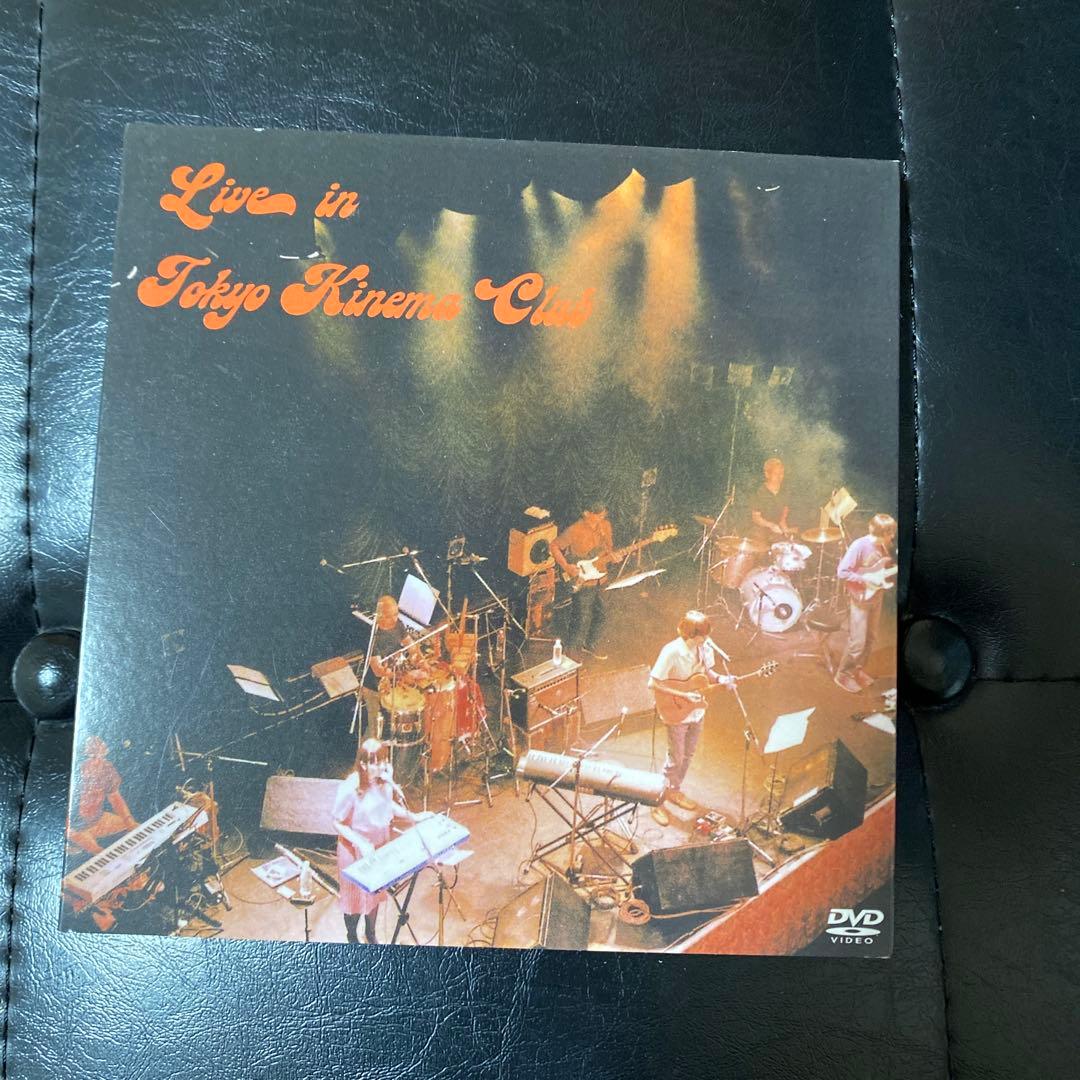 Live in
Tokyo Kinema Club
DVD
VIDEO